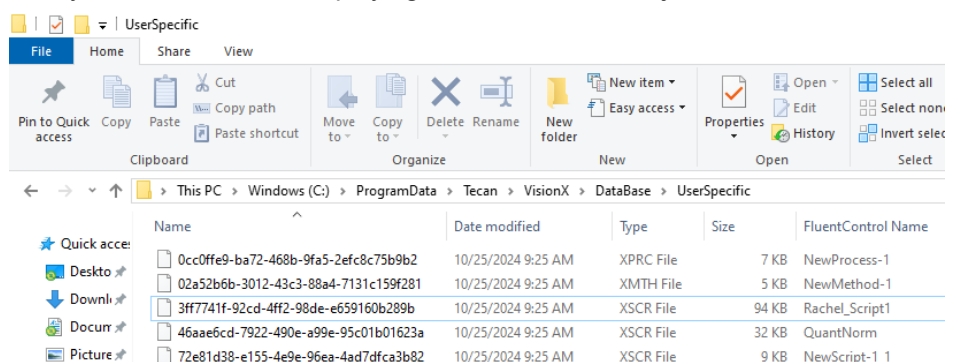 UserSpecific
File Home Share View
Pin to Quick access
Copy
Paste
Cut
Copy path
Paste shortcut
Move to
Copy to
Delete
Rename
New folder
New item
Easy access
Properties
Open
Edit
History
Select all
Select none
Invert selec
Clipboard Organize New Open Select
This PC > Windows (C:) > ProgramData > Tecan > VisionX > DataBase > UserSpecific
Name Date modified Type Size FluentControl Name
Quick acce
Deskto
Downl
Docum
Picture
0cc0ffe9-ba72-468b-9fa5-2efc8c75b9b2 10/25/2024 9:25 AM XPRC File 7 KB NewProcess-1
02a52b6b-3012-43c3-88a4-7131c159f281 10/25/2024 9:25 AM XMTH File 5 KB NewMethod-1
3ff7741f-92cd-4ff2-98de-e659160b289b 10/25/2024 9:25 AM XSCR File 94 KB Rachel_Script1
46aae6cd-7922-490e-a99e-95c01b01623a 10/25/2024 9:25 AM XSCR File 32 KB QuantNorm
72e81d38-e155-4e9e-96ea-4ad7dfca3b82 10/25/2024 9:25 AM XSCR File 9 KB NewScript-1_1